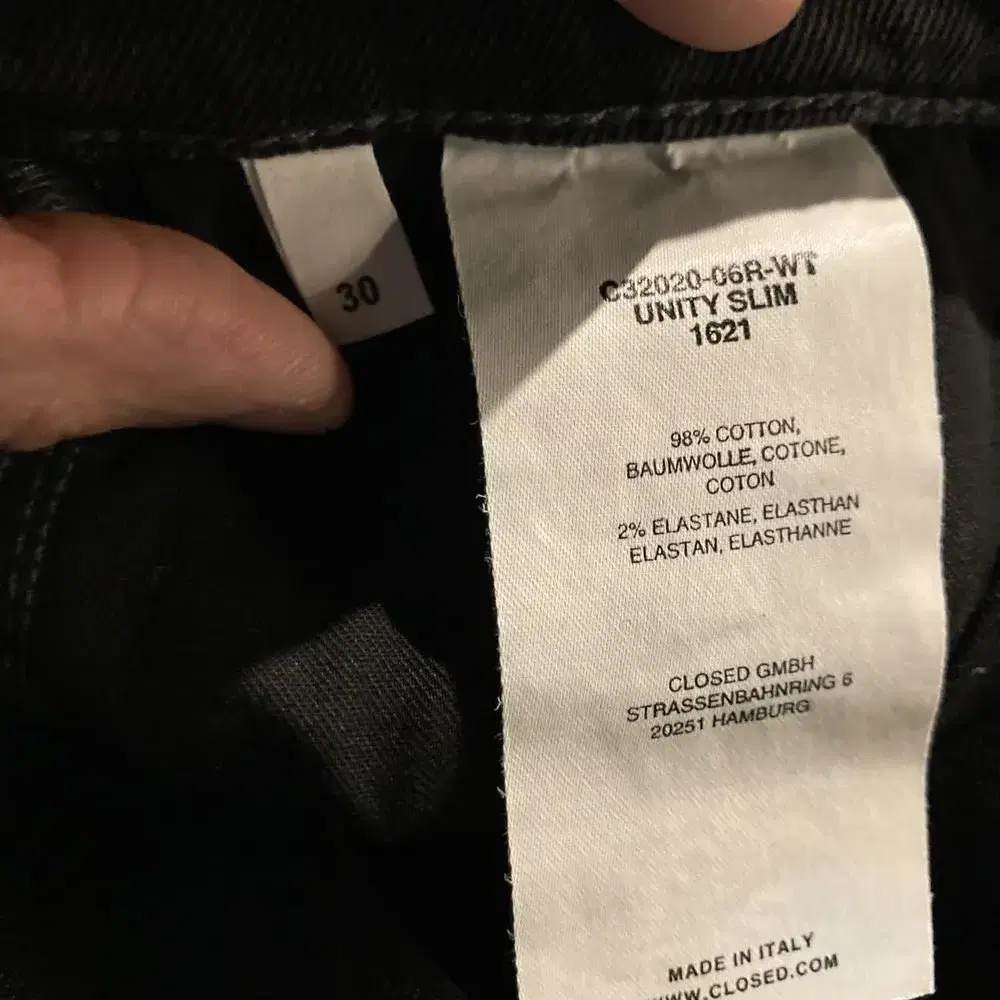 30
C32020-06R-WT
UNITY SLIM
1621
98% COTTON,
BAUMWOLLE, COTONE,
COTON
2% ELASTANE, ELASTHAN
ELASTAN, ELASTHANNE
CLOSED GMBH
STRASSENBAHNRING 6
20251 HAMBURG
MADE IN ITALY
WWW.CLOSED.COM